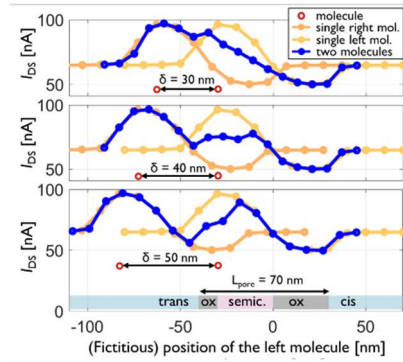 molecule
single right mol.
single left mol.
two molecules
I_DS [nA]
100
50
δ = 30 nm
I_DS [nA]
100
50
δ = 40 nm
I_DS [nA]
100
50
δ = 50 nm
L_pore = 70 nm
trans ox semic. ox cis
-100 -50 0 50
(Fictitious) position of the left molecule [nm]